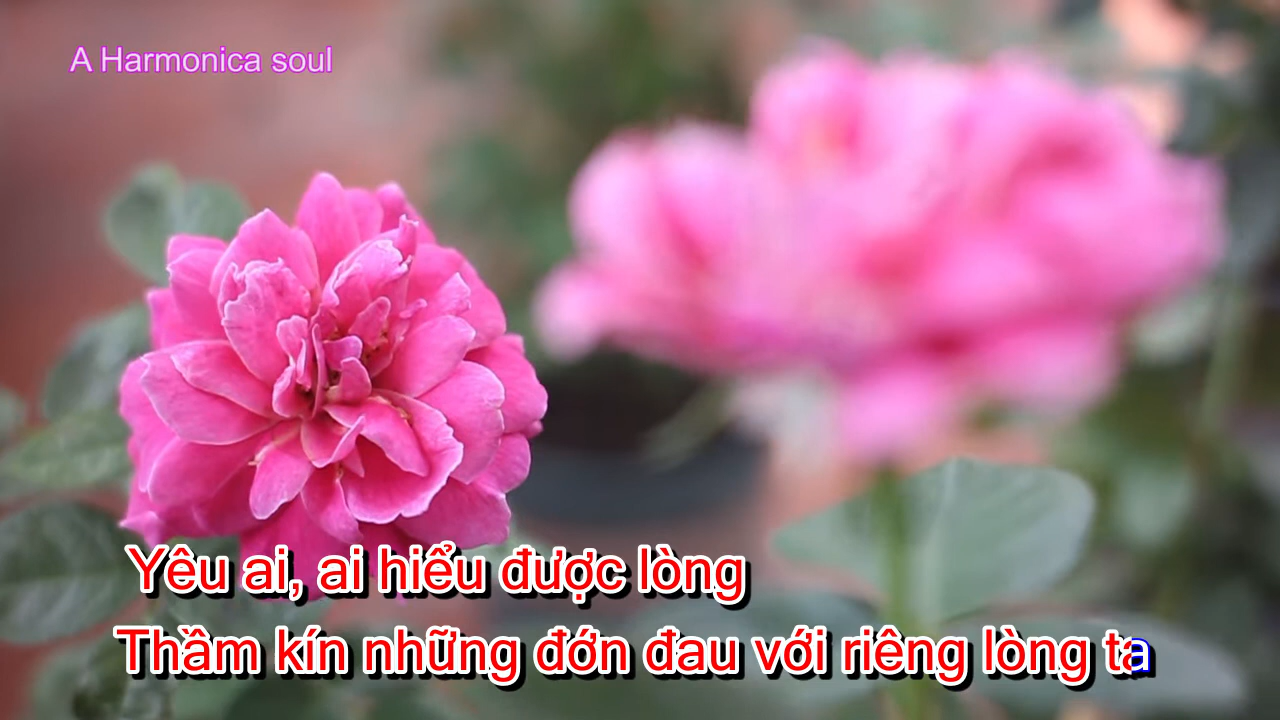 A Harmonica soul
Yêu ai, ai hiểu được lòng
Thầm kín những đớn đau với riêng lòng ta